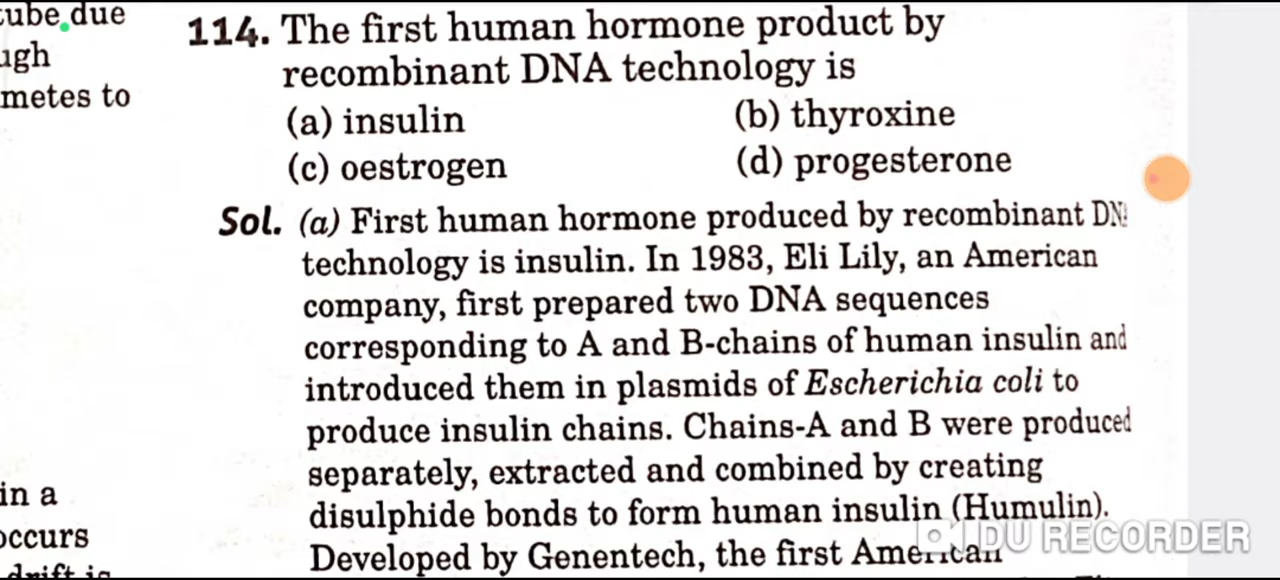 tube due
ugh
metes to
in a
occurs
drift is
114. The first human hormone product by
recombinant DNA technology is
(a) insulin (b) thyroxine
(c) oestrogen (d) progesterone
Sol. (a) First human hormone produced by recombinant DN
technology is insulin. In 1983, Eli Lily, an American
company, first prepared two DNA sequences
corresponding to A and B-chains of human insulin and
introduced them in plasmids of Escherichia coli to
produce insulin chains. Chains-A and B were produced
separately, extracted and combined by creating
disulphide bonds to form human insulin (Humulin).
Developed by Genentech, the first American
DU RECORDER